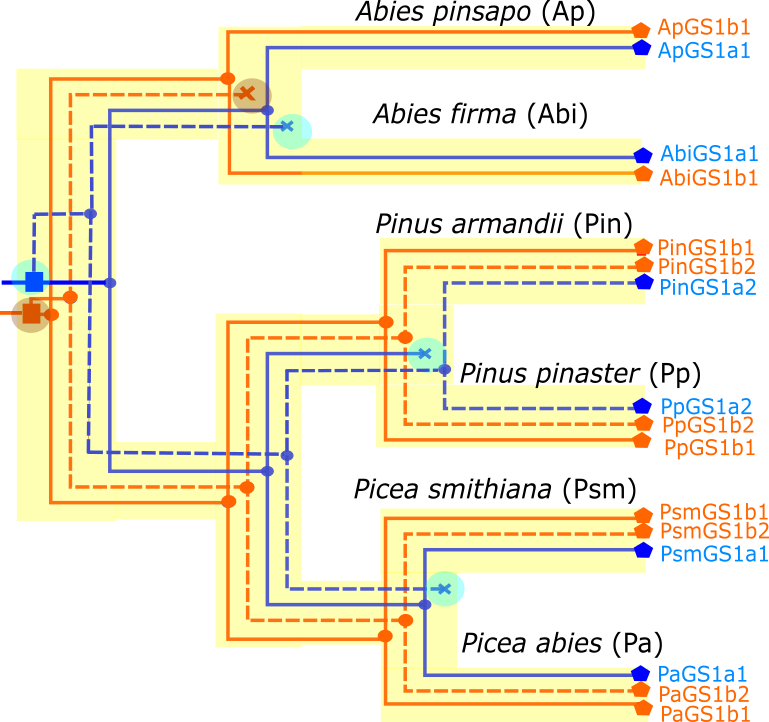 Abies pinsapo (Ap)
ApGS1b1
ApGS1a1
Abies firma (Abi)
AbiGS1a1
AbiGS1b1
Pinus armandii (Pin)
PinGS1b1
PinGS1b2
PinGS1a2
Pinus pinaster (Pp)
PpGS1a2
PpGS1b2
PpGS1b1
Picea smithiana (Psm)
PsmGS1b1
PsmGS1b2
PsmGS1a1
Picea abies (Pa)
PaGS1a1
PaGS1b2
PaGS1b1